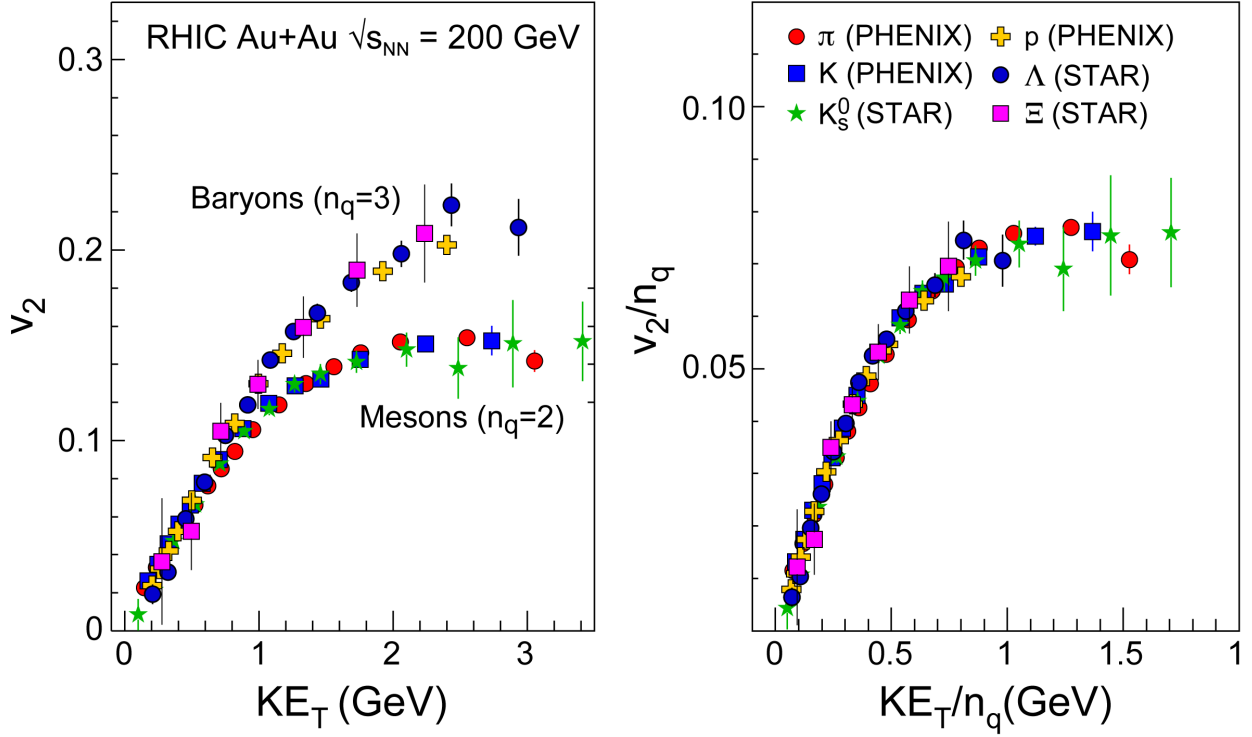 RHIC Au+Au √sNN = 200 GeV
0.3
Baryons (nq=3)
0.2
v2
Mesons (nq=2)
0.1
0
0 1 2 3
KET (GeV)
π (PHENIX) p (PHENIX)
K (PHENIX) Λ (STAR)
K0s (STAR) Ξ (STAR)
0.10
v2/nq
0.05
0 0.5 1 1.5 1
KET/nq(GeV)